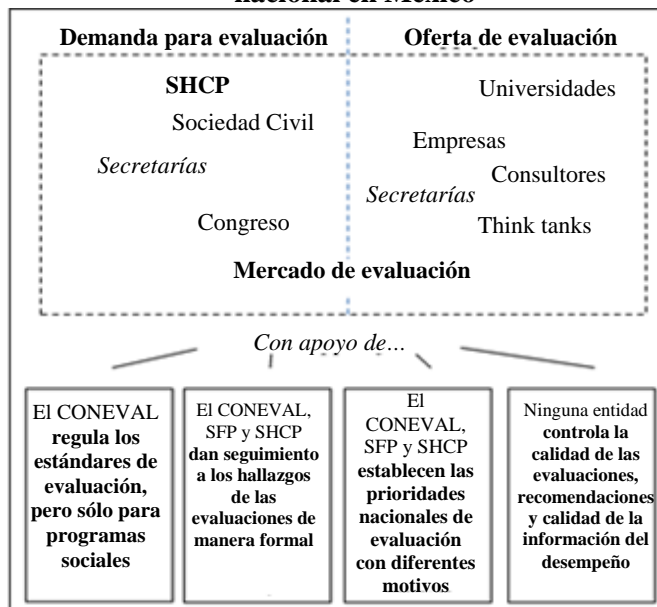 nacional en México
Demanda para evaluación
Oferta de evaluación
SHCP
Universidades
Sociedad Civil
Empresas
Secretarías
Consultores
Secretarías
Congreso
Think tanks
Mercado de evaluación
Con apoyo de…
El CONEVAL
regula los
estándares de
evaluación,
pero sólo para
programas
sociales
El CONEVAL,
SFP y SHCP
dan seguimiento
a los hallazgos
de las
evaluaciones de
manera formal
El
CONEVAL,
SFP y SHCP
establecen las
prioridades
nacionales de
evaluación
con diferentes
motivos
Ninguna entidad
controla la
calidad de las
evaluaciones,
recomendaciones
y calidad de la
información del
desempeño